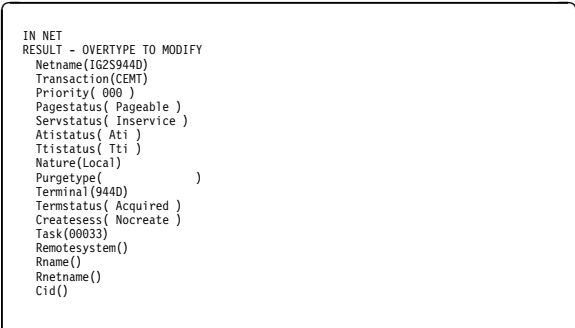 IN NET
RESULT - OVERTYPE TO MODIFY
Netname(IG2S944D)
Transaction(CEMT)
Priority( 000 )
Pagestatus( Pageable )
Servstatus( Inservice )
Atistatus( Ati )
Ttistatus( Tti )
Nature(Local)
Purgetype(                )
Terminal(944D)
Termstatus( Acquired )
Createsess( Nocreate )
Task(00033)
Remotesystem()
Rname()
Rnetname()
Cid()